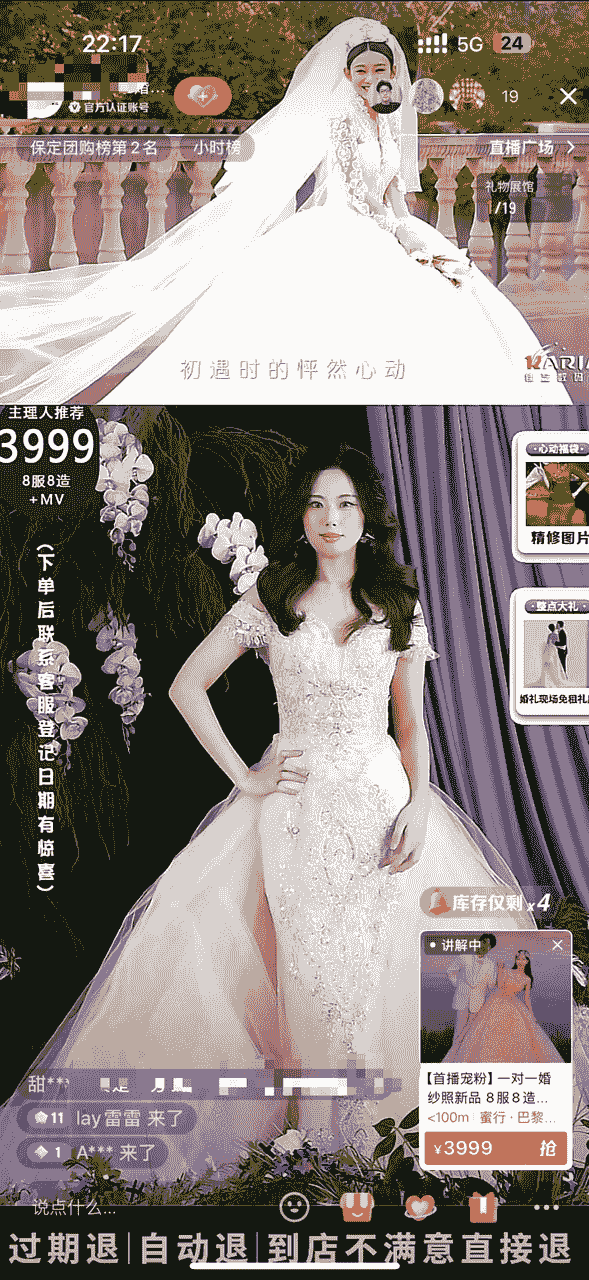 22:17
5G
24
官方认证账号
19
保定团购榜第2名
小时榜
直播广场
礼物展馆
1/19
初遇时的怦然心动
主理人推荐
3999
8服8造
+MV
(下单后联系客服登记日期有惊喜)
·心动福袋·
精修图片
·整点大礼·
婚礼现场免租礼
库存仅剩 x4
讲解中
【首播宠粉】一对一婚
纱照新品 8服8造...
<100m 蜜行·巴黎...
¥3999 抢
甜***
11 lay雷雷 来了
1 A*** 来了
说点什么...
过期退|自动退|到店不满意直接退